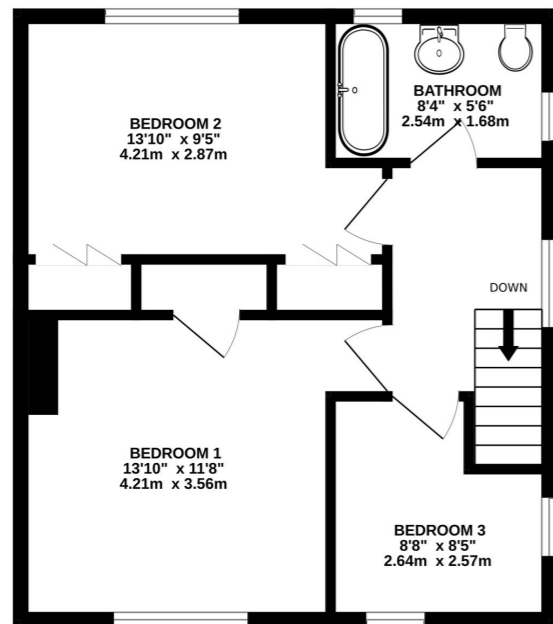 BATHROOM
8'4" x 5'6"
2.54m x 1.68m
BEDROOM 2
13'10" x 9'5"
4.21m x 2.87m
DOWN
BEDROOM 1
13'10" x 11'8"
4.21m x 3.56m
BEDROOM 3
8'8" x 8'5"
2.64m x 2.57m